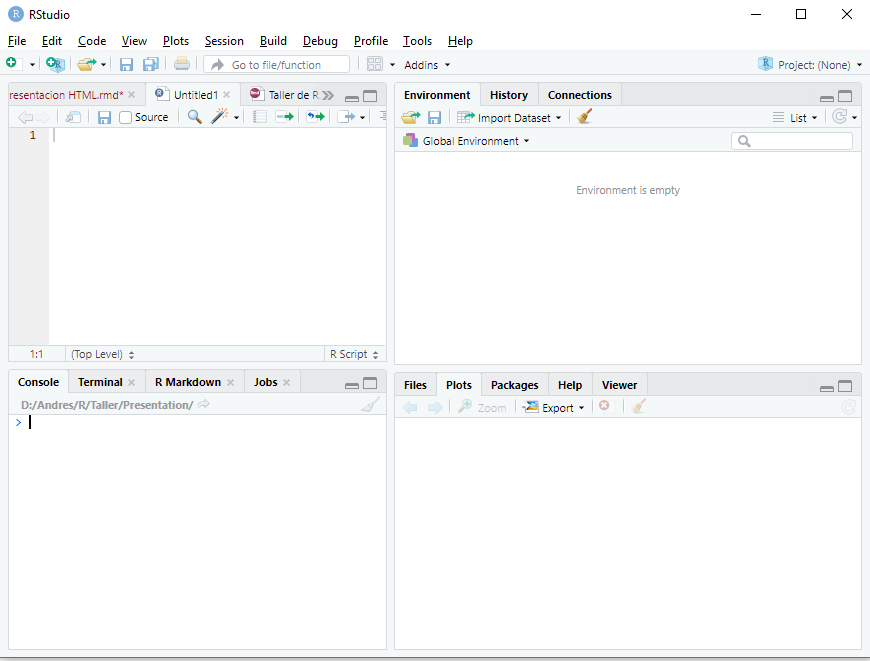 RStudio
File Edit Code View Plots Session Build Debug Profile Tools Help
Go to file/function Addins Project: (None)
resentacion HTML.rmd* Untitled1 Taller de R
Source
1
1:1 (Top Level) R Script
Console Terminal R Markdown Jobs
D:/Andres/R/Taller/Presentation/
>
Environment History Connections
Import Dataset List
Global Environment
Environment is empty
Files Plots Packages Help Viewer
Zoom Export